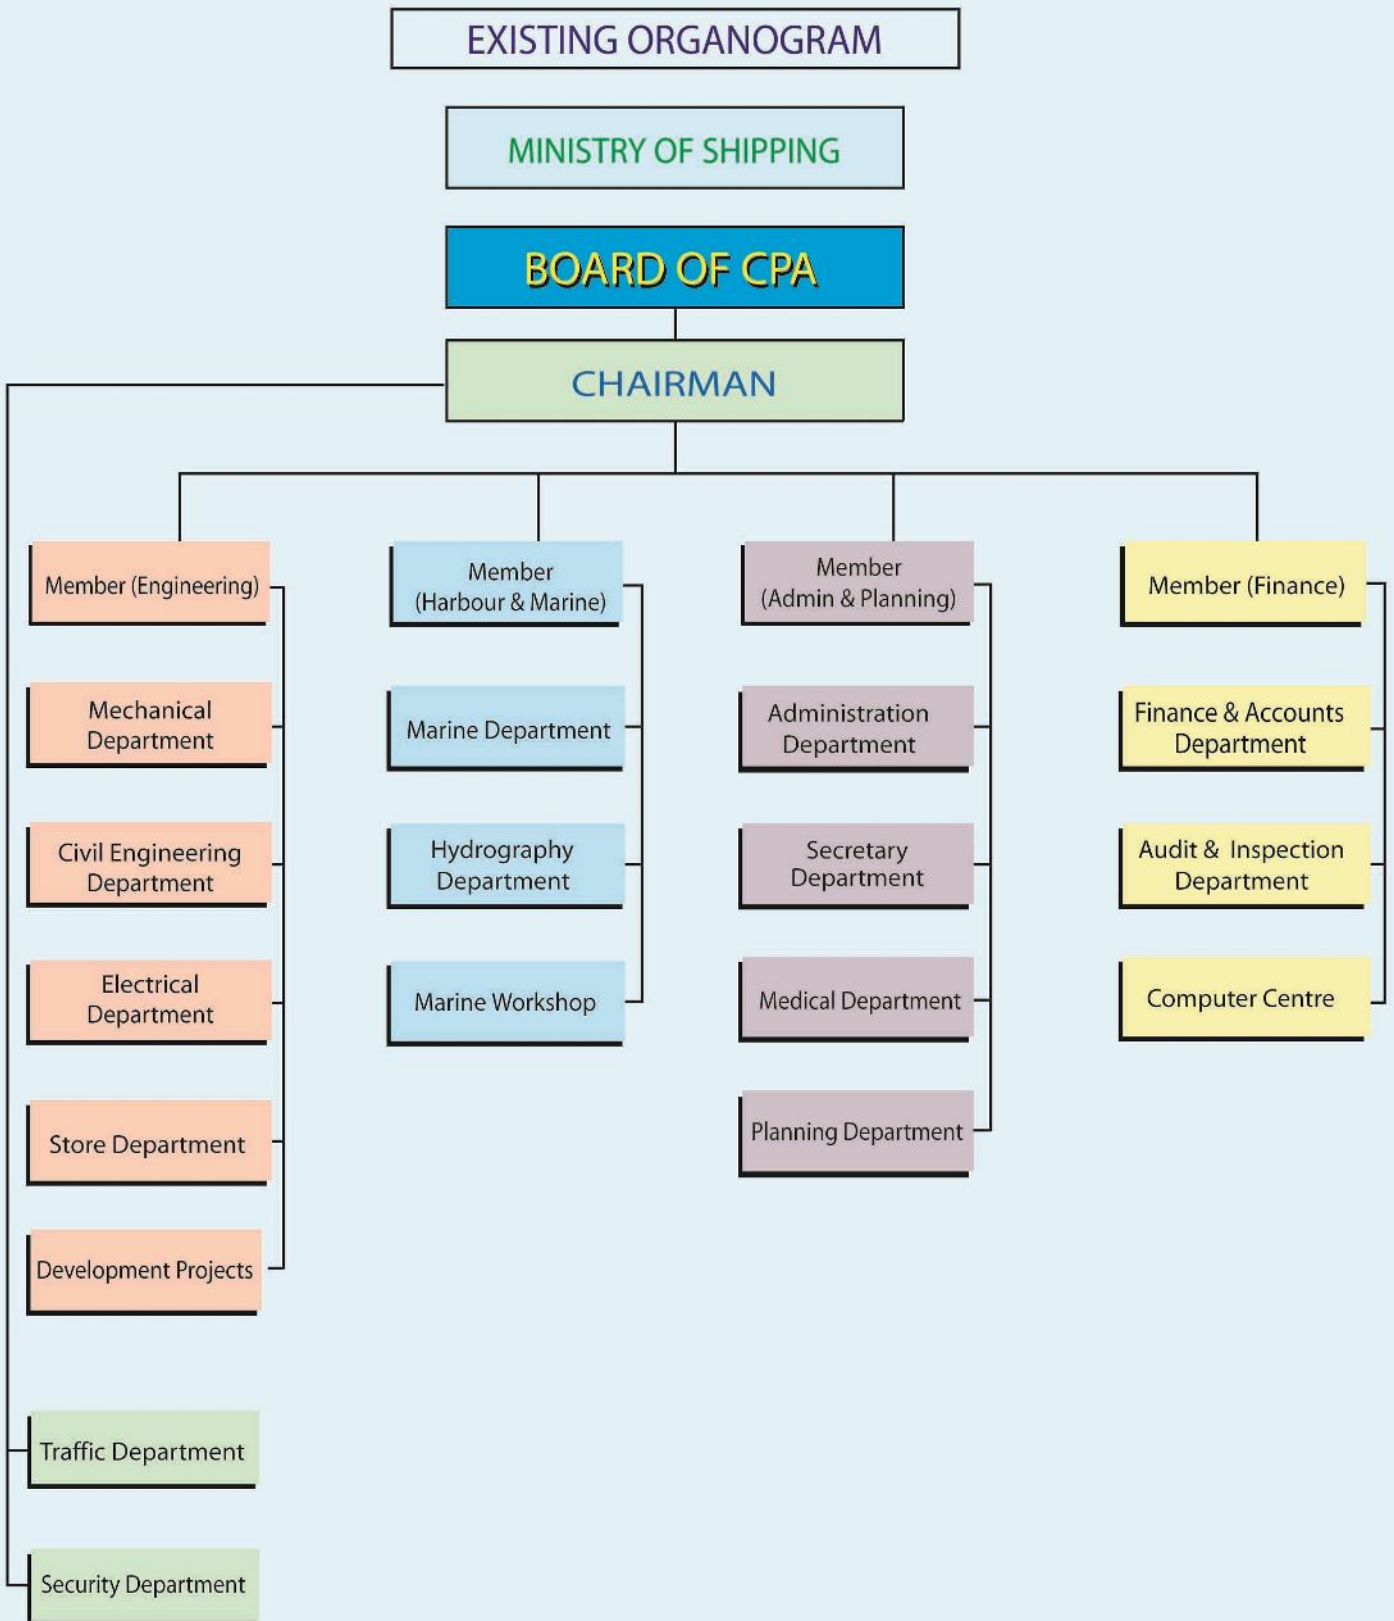 EXISTING ORGANOGRAM
MINISTRY OF SHIPPING
BOARD OF CPA
CHAIRMAN
Member (Engineering)
Mechanical
Department
Civil Engineering
Department
Electrical
Department
Store Department
Development Projects
Member
(Harbour & Marine)
Marine Department
Hydrography
Department
Marine Workshop
Member
(Admin & Planning)
Administration
Department
Secretary
Department
Medical Department
Planning Department
Member (Finance)
Finance & Accounts
Department
Audit & Inspection
Department
Computer Centre
Traffic Department
Security Department